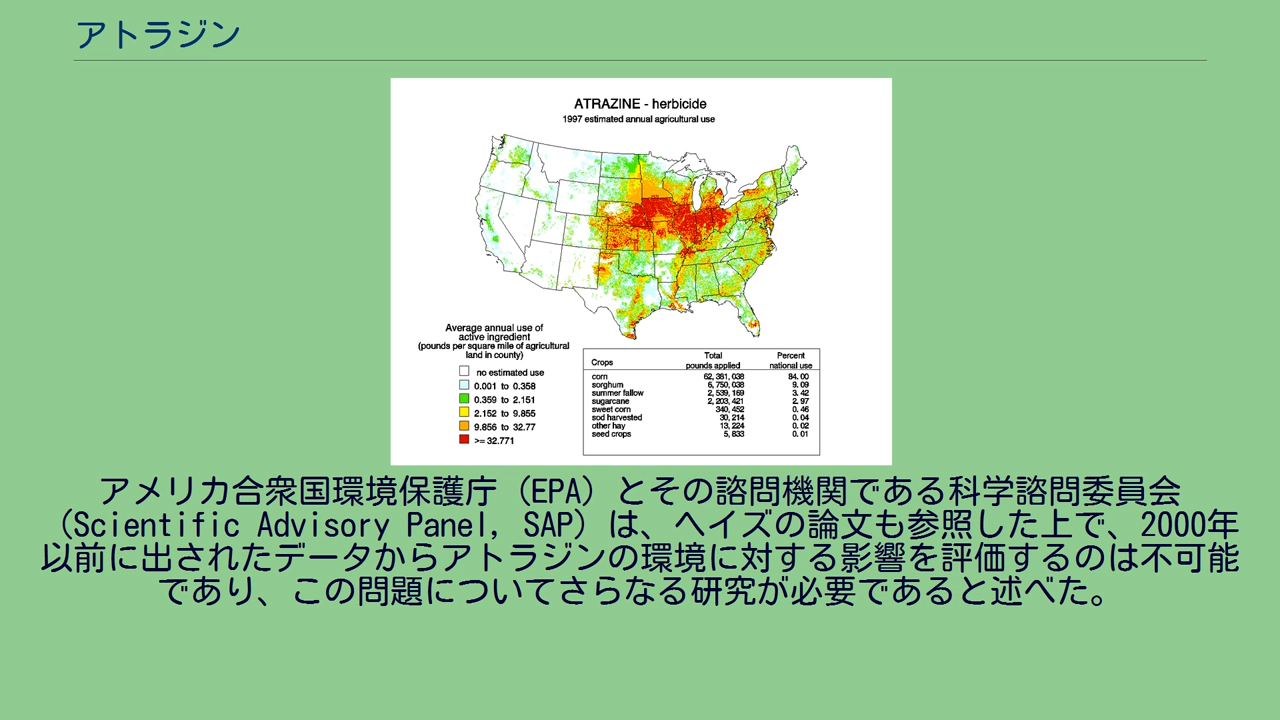 アトラジン
ATRAZINE - herbicide
1997 estimated annual agricultural use
Average annual use of
active ingredient
(pounds per square mile of agricultural
land in county)
no estimated use
0.001 to 0.358
0.359 to 2.151
2.152 to 9.855
9.856 to 32.77
>= 32.771
Crops Total pounds applied Percent national use
corn 62,381,038 84.00
sorghum 6,750,038 9.09
summer fallow 2,539,169 3.42
sugarcane 2,203,421 2.97
sweet corn 340,452 0.46
sod harvested 30,214 0.04
other hay 13,224 0.02
seed crops 5,833 0.01
アメリカ合衆国環境保護庁（EPA）とその諮問機関である科学諮問委員会
（Scientific Advisory Panel, SAP）は、ヘイズの論文も参照した上で、2000年
以前に出されたデータからアトラジンの環境に対する影響を評価するのは不可能
であり、この問題についてさらなる研究が必要であると述べた。